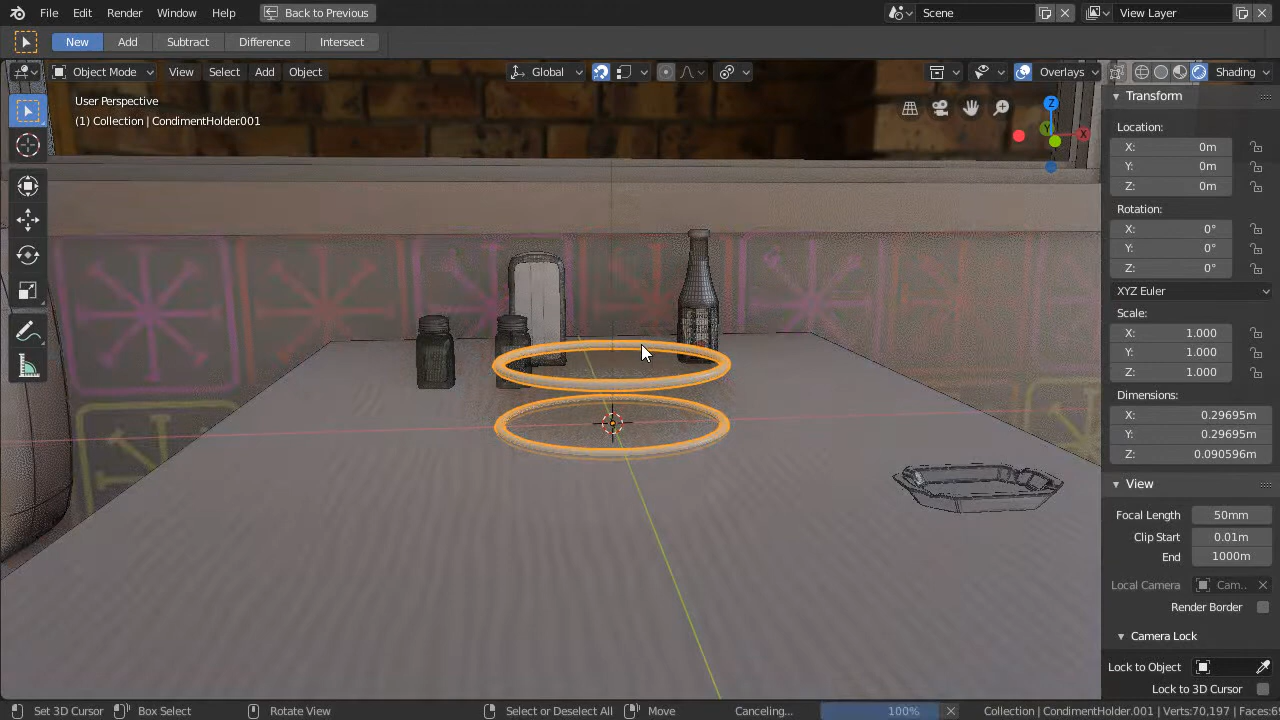 File Edit Render Window Help Back to Previous Scene View Layer
New Add Subtract Difference Intersect
Object Mode View Select Add Object Global Overlays Shading
User Perspective
(1) Collection | CondimentHolder.001
Z
Y
X
Transform
Location:
X: 0m
Y: 0m
Z: 0m
Rotation:
X: 0°
Y: 0°
Z: 0°
XYZ Euler
Scale:
X: 1.000
Y: 1.000
Z: 1.000
Dimensions:
X: 0.29695m
Y: 0.29695m
Z: 0.090596m
View
Focal Length 50mm
Clip Start 0.01m
End 1000m
Local Camera Cam..
Render Border
Camera Lock
Lock to Object
Lock to 3D Cursor
Set 3D Cursor Box Select Rotate View Select or Deselect All Move Canceling... 100% Collection | CondimentHolder.001 | Verts:70,197 | Faces:6